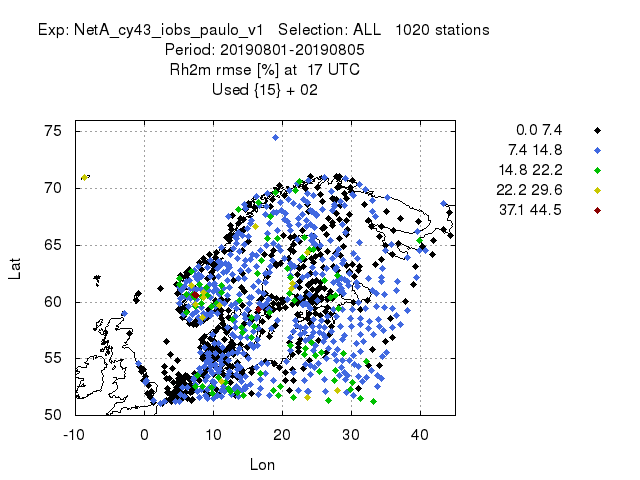 Exp: NetA_cy43_iobs_paulo_v1   Selection: ALL   1020 stations
Period: 20190801-20190805
Rh2m rmse [%] at  17 UTC
Used {15} + 02
0.0 7.4
7.4 14.8
14.8 22.2
22.2 29.6
37.1 44.5
75
70
65
60
55
50
Lat
-10 0 10 20 30 40
Lon